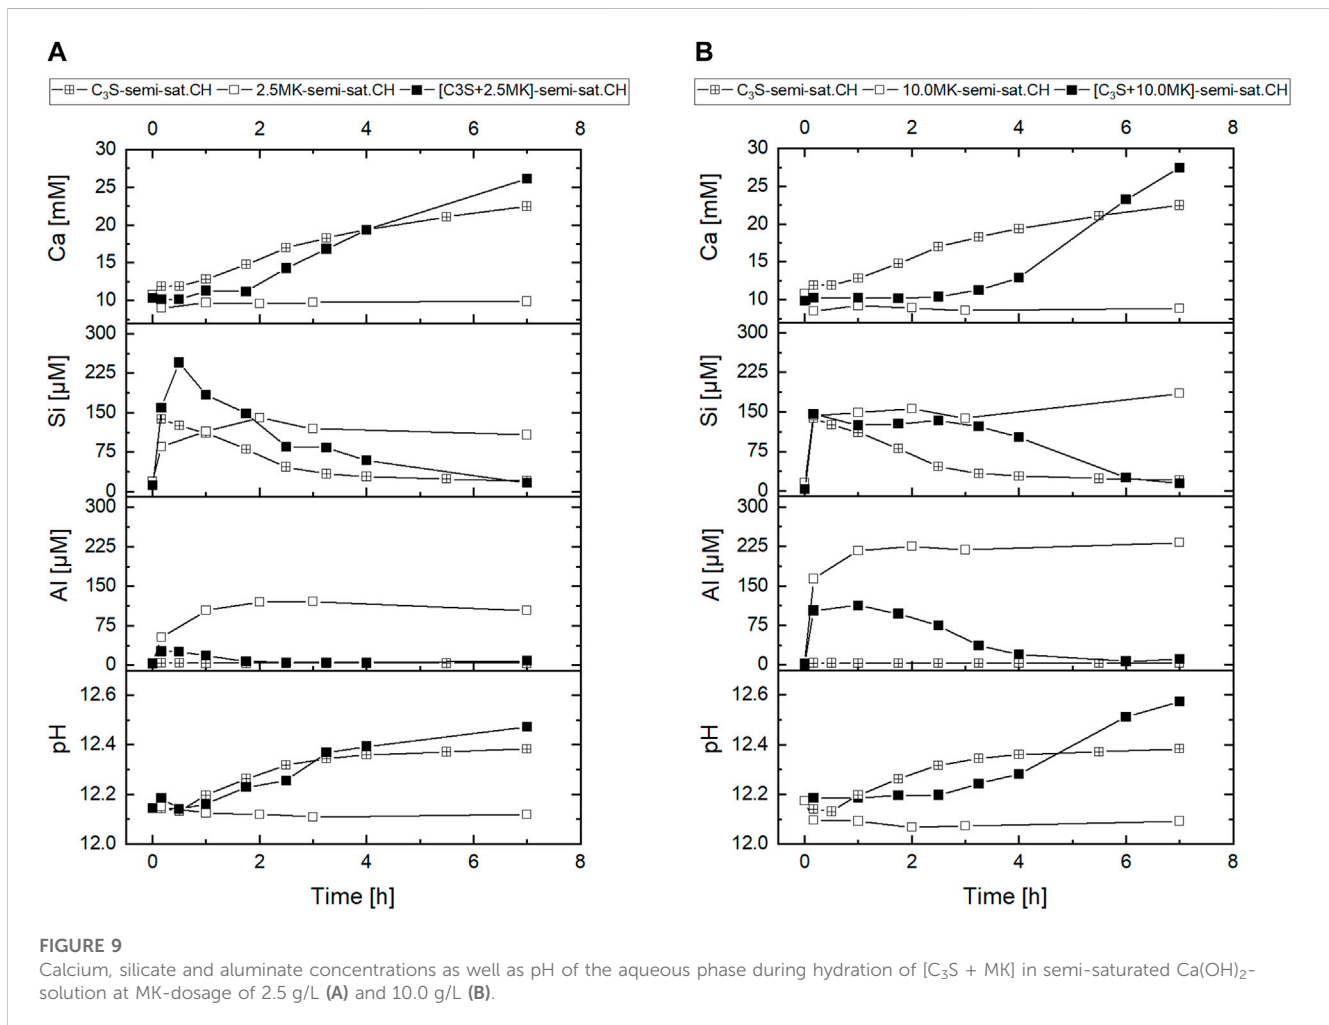 A
B
C₃S-semi-sat.CH 2.5MK-semi-sat.CH [C3S+2.5MK]-semi-sat.CH
C₃S-semi-sat.CH 10.0MK-semi-sat.CH [C₃S+10.0MK]-semi-sat.CH
0 2 4 6 8
30
25
20
15
10
Ca [mM]
300
225
150
75
0
Si [µM]
300
225
150
75
0
Al [µM]
12.6
12.4
12.2
12.0
pH
0 2 4 6 8
Time [h]
0 2 4 6 8
30
25
20
15
10
Ca [mM]
300
225
150
75
0
Si [µM]
300
225
150
75
0
Al [µM]
12.6
12.4
12.2
12.0
pH
0 2 4 6 8
Time [h]
FIGURE 9
Calcium, silicate and aluminate concentrations as well as pH of the aqueous phase during hydration of [C₃S + MK] in semi-saturated Ca(OH)₂-
solution at MK-dosage of 2.5 g/L (A) and 10.0 g/L (B).